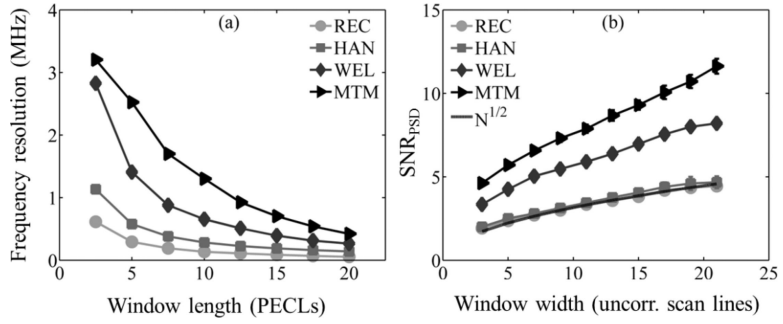 (a)
REC
HAN
WEL
MTM
Frequency resolution (MHz)
4
3
2
1
0
0 5 10 15 20
Window length (PECLs)
(b)
REC
HAN
WEL
MTM
N^1/2
SNR_PSD
15
10
5
0
0 5 10 15 20 25
Window width (uncorr. scan lines)